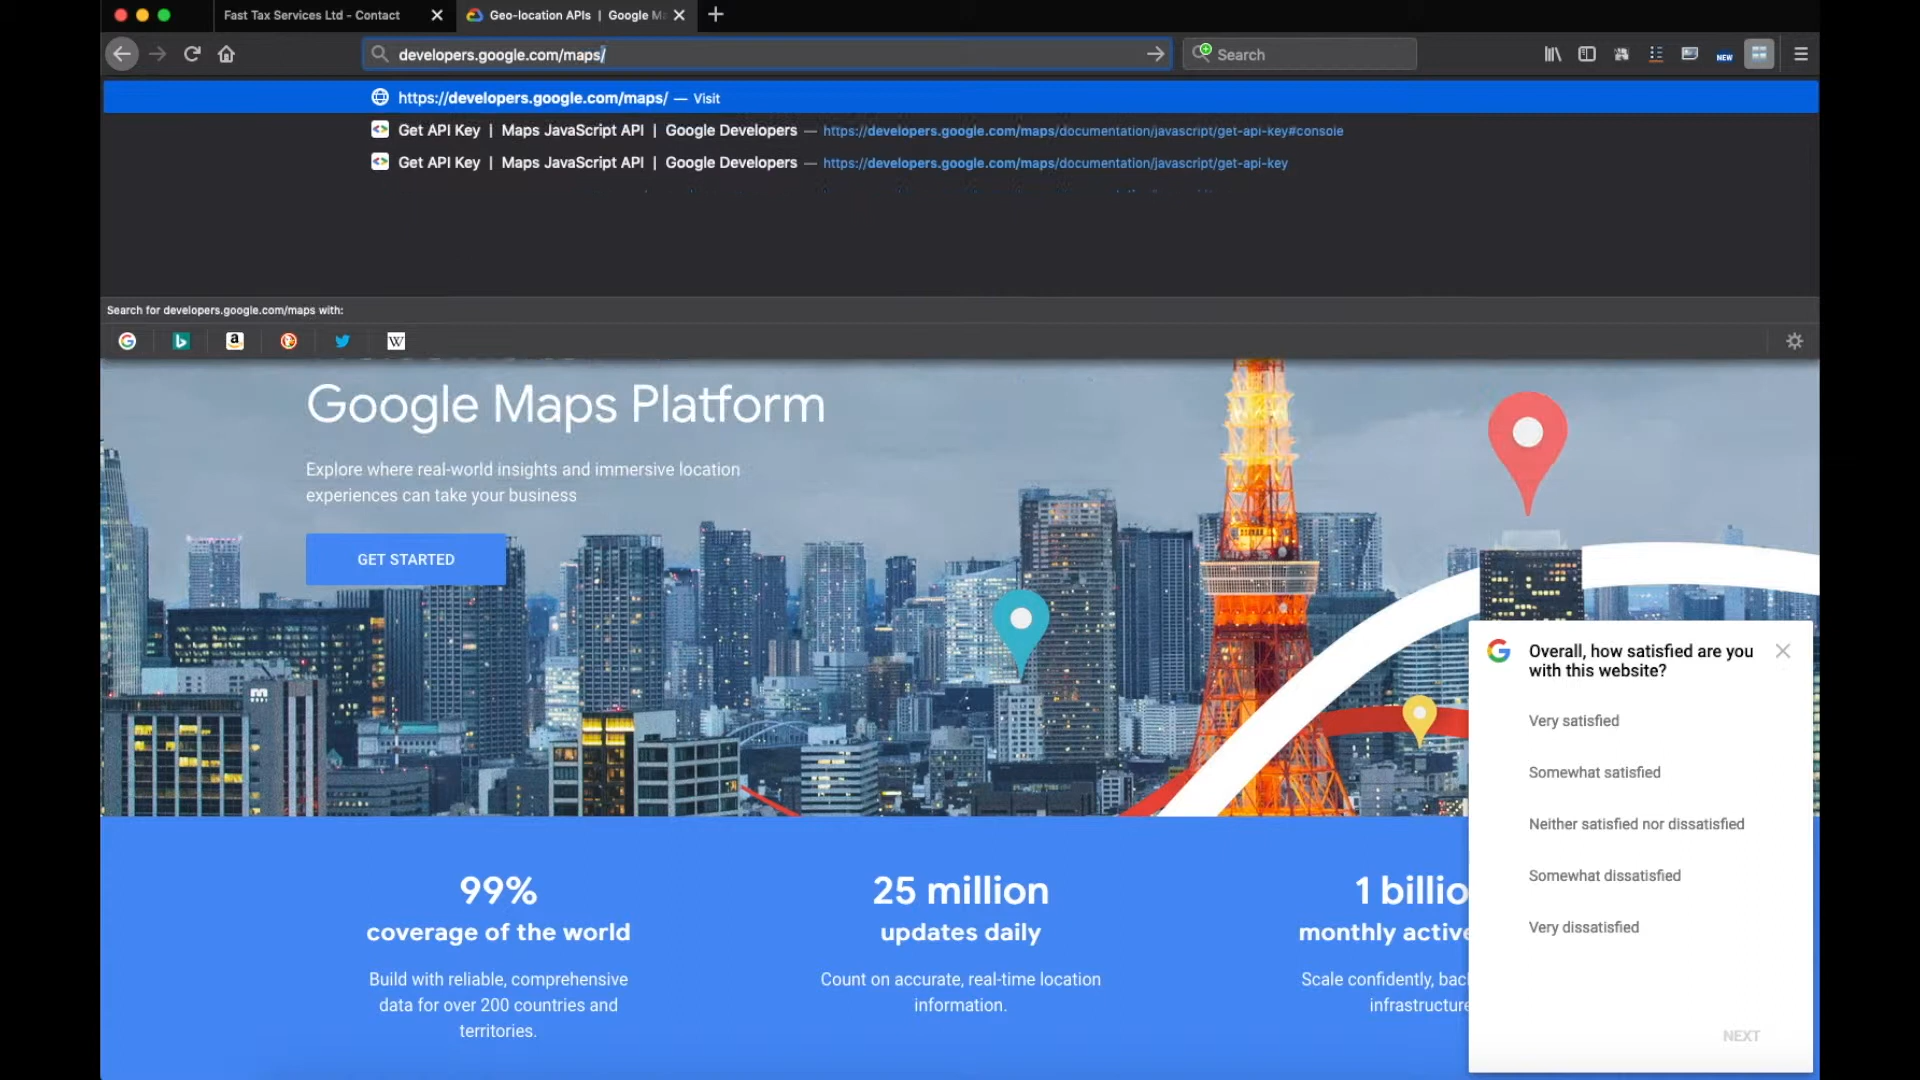 Fast Tax Services Ltd - Contact
Geo-location APIs | Google Ma
developers.google.com/maps/
Search
NEW
https://developers.google.com/maps/ — Visit
Get API Key | Maps JavaScript API | Google Developers — https://developers.google.com/maps/documentation/javascript/get-api-key#console
Get API Key | Maps JavaScript API | Google Developers — https://developers.google.com/maps/documentation/javascript/get-api-key
Search for developers.google.com/maps with:
Google Maps Platform
Explore where real-world insights and immersive location
experiences can take your business
GET STARTED
Overall, how satisfied are you
with this website?
Very satisfied
Somewhat satisfied
Neither satisfied nor dissatisfied
Somewhat dissatisfied
Very dissatisfied
NEXT
99%
coverage of the world
Build with reliable, comprehensive
data for over 200 countries and
territories.
25 million
updates daily
Count on accurate, real-time location
information.
1 billio
monthly active
Scale confidently, bac
infrastructure